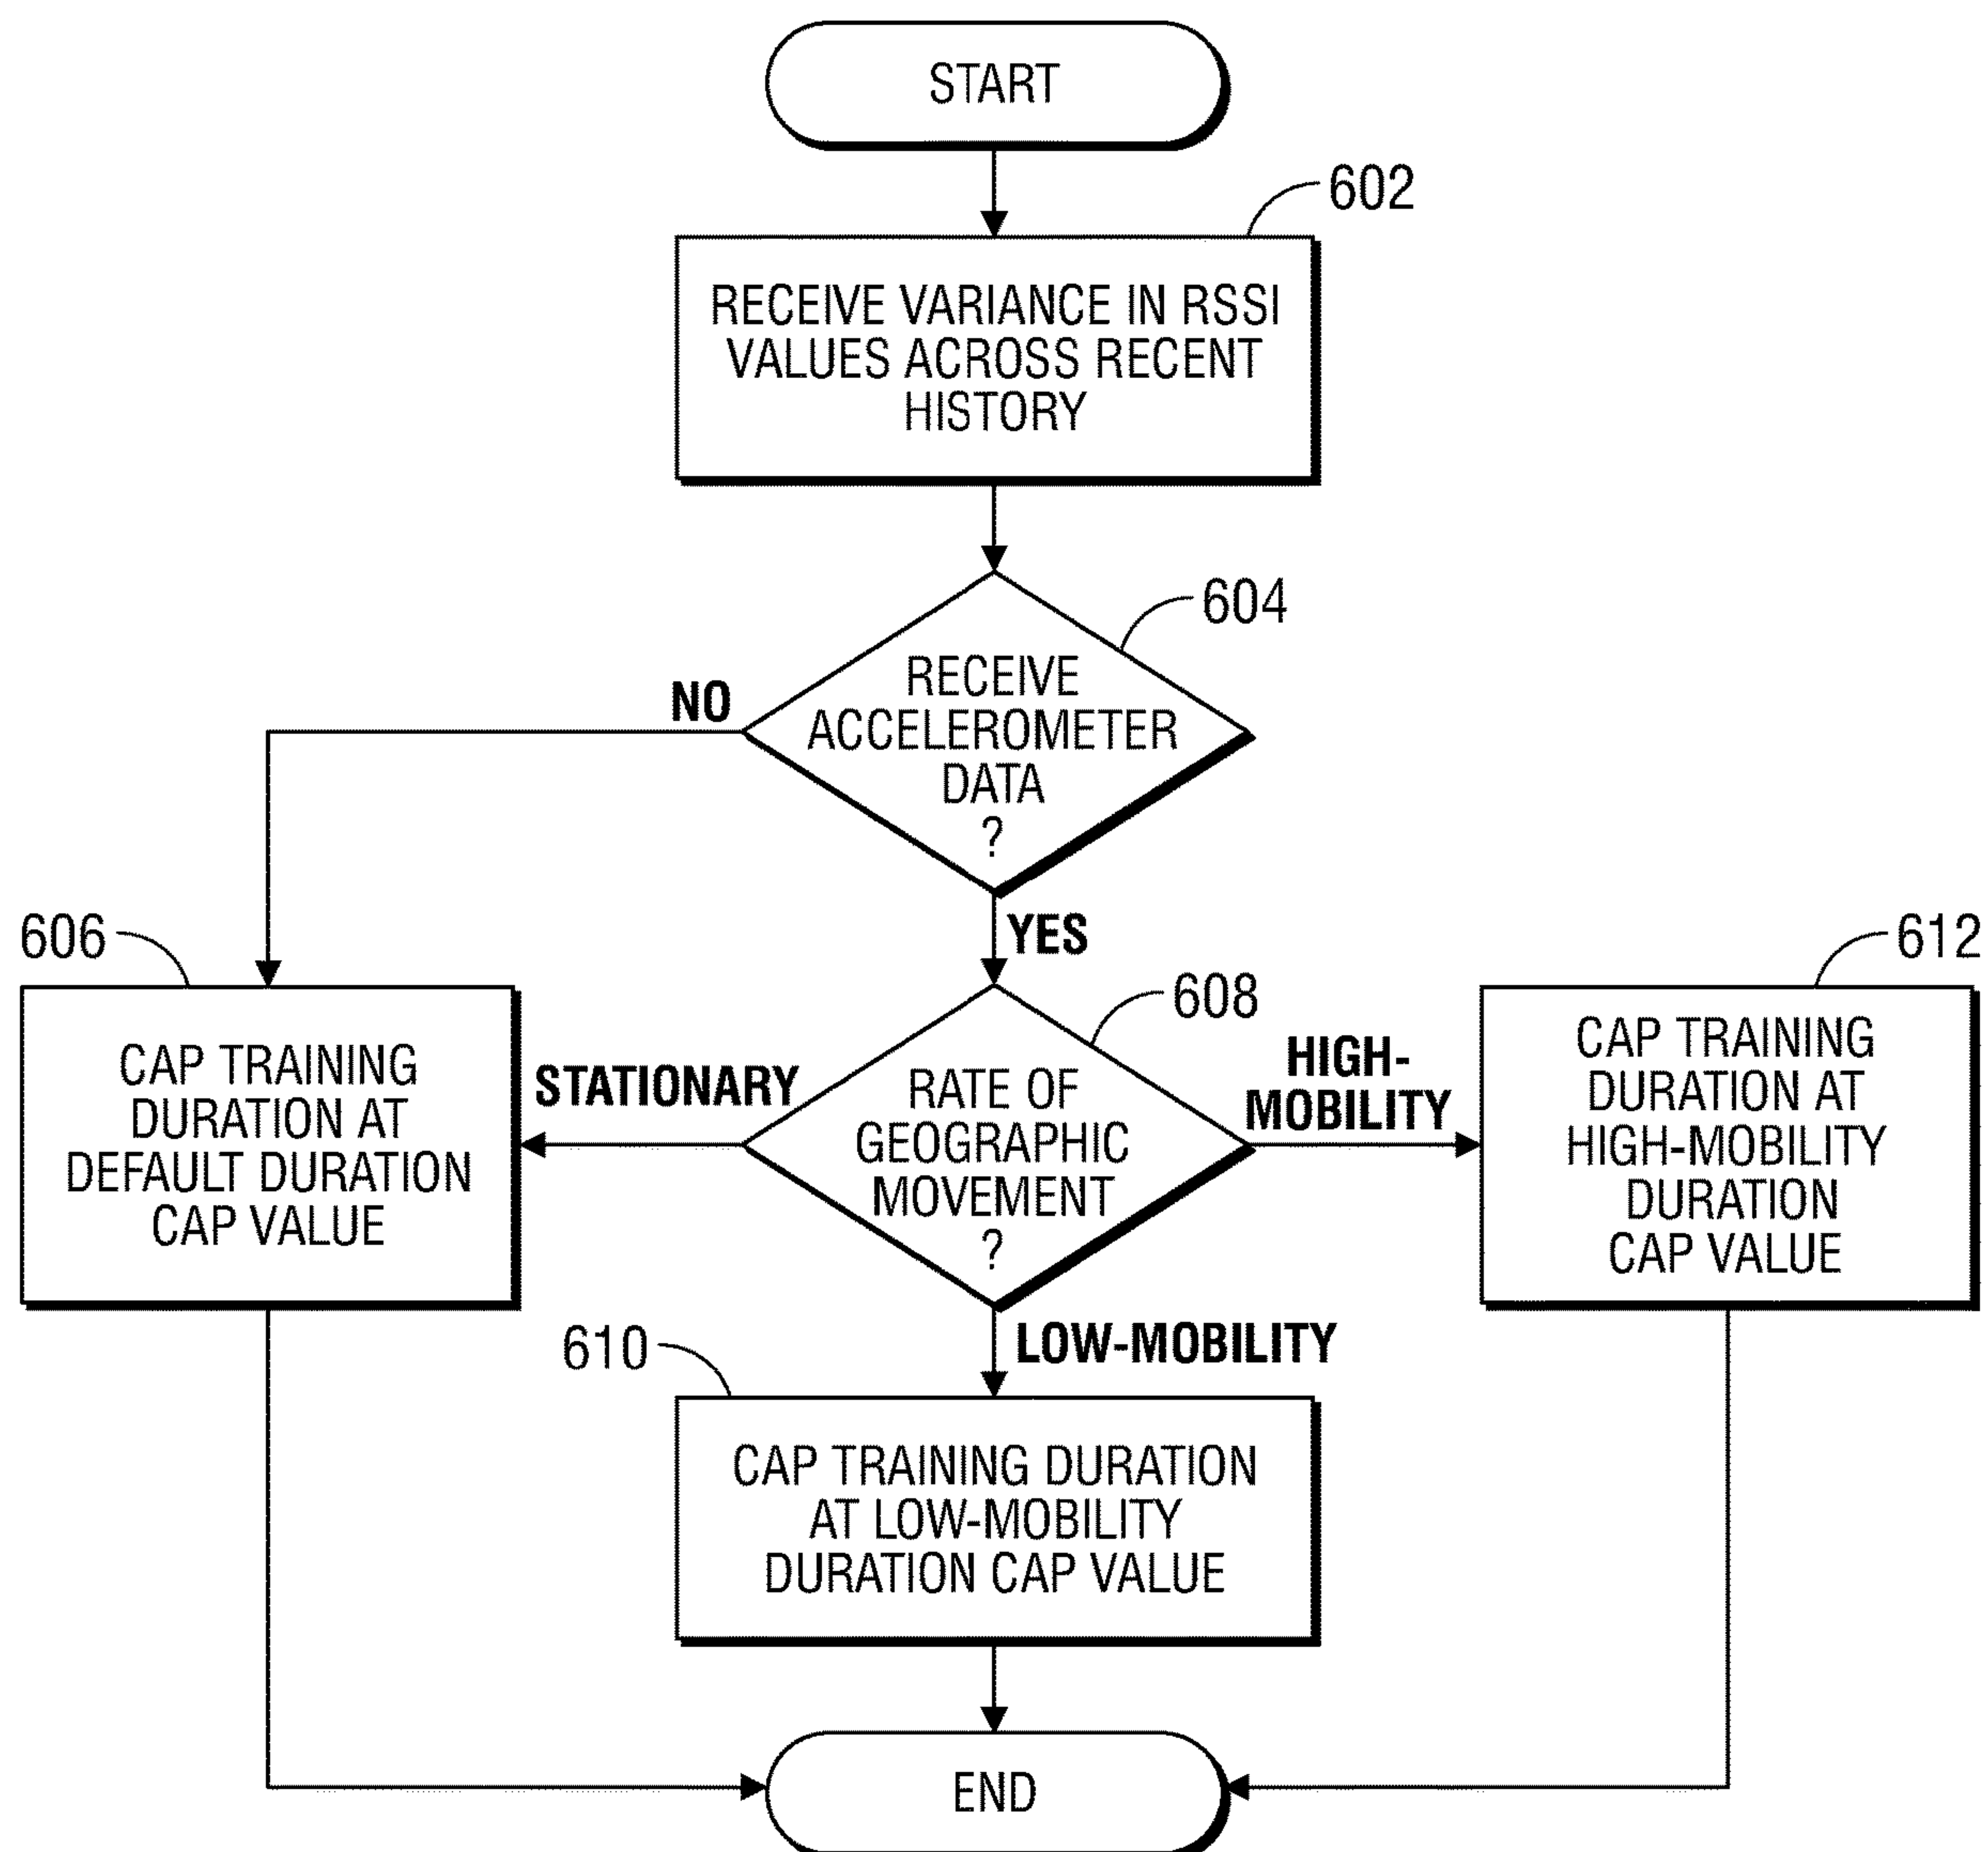 START
602
RECEIVE VARIANCE IN RSSI
VALUES ACROSS RECENT
HISTORY
604
RECEIVE
ACCELEROMETER
DATA
?
NO
YES
606
CAP TRAINING
DURATION AT
DEFAULT DURATION
CAP VALUE
608
RATE OF
GEOGRAPHIC
MOVEMENT
?
STATIONARY
HIGH-
MOBILITY
612
CAP TRAINING
DURATION AT
HIGH-MOBILITY
DURATION
CAP VALUE
LOW-MOBILITY
610
CAP TRAINING DURATION
AT LOW-MOBILITY
DURATION CAP VALUE
END